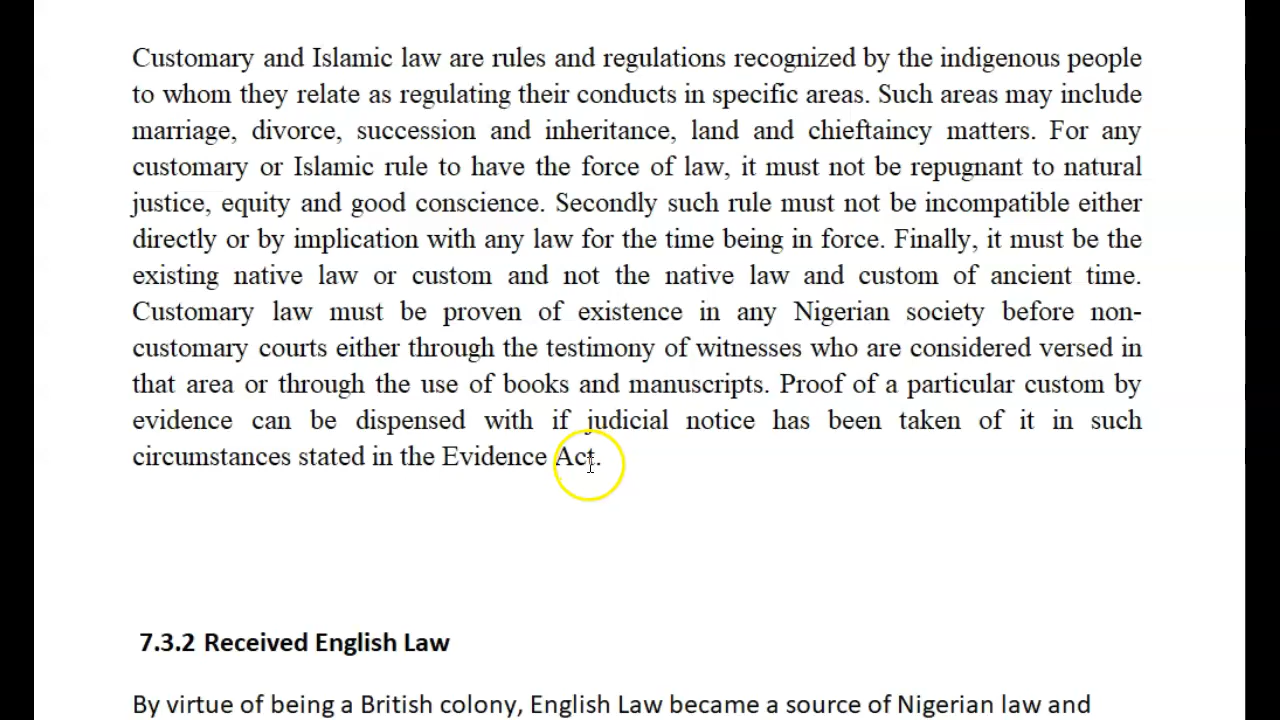 Customary and Islamic law are rules and regulations recognized by the indigenous people
to whom they relate as regulating their conducts in specific areas. Such areas may include
marriage, divorce, succession and inheritance, land and chieftaincy matters. For any
customary or Islamic rule to have the force of law, it must not be repugnant to natural
justice, equity and good conscience. Secondly such rule must not be incompatible either
directly or by implication with any law for the time being in force. Finally, it must be the
existing native law or custom and not the native law and custom of ancient time.
Customary law must be proven of existence in any Nigerian society before non-
customary courts either through the testimony of witnesses who are considered versed in
that area or through the use of books and manuscripts. Proof of a particular custom by
evidence can be dispensed with if judicial notice has been taken of it in such
circumstances stated in the Evidence Act.
7.3.2 Received English Law
By virtue of being a British colony, English Law became a source of Nigerian law and